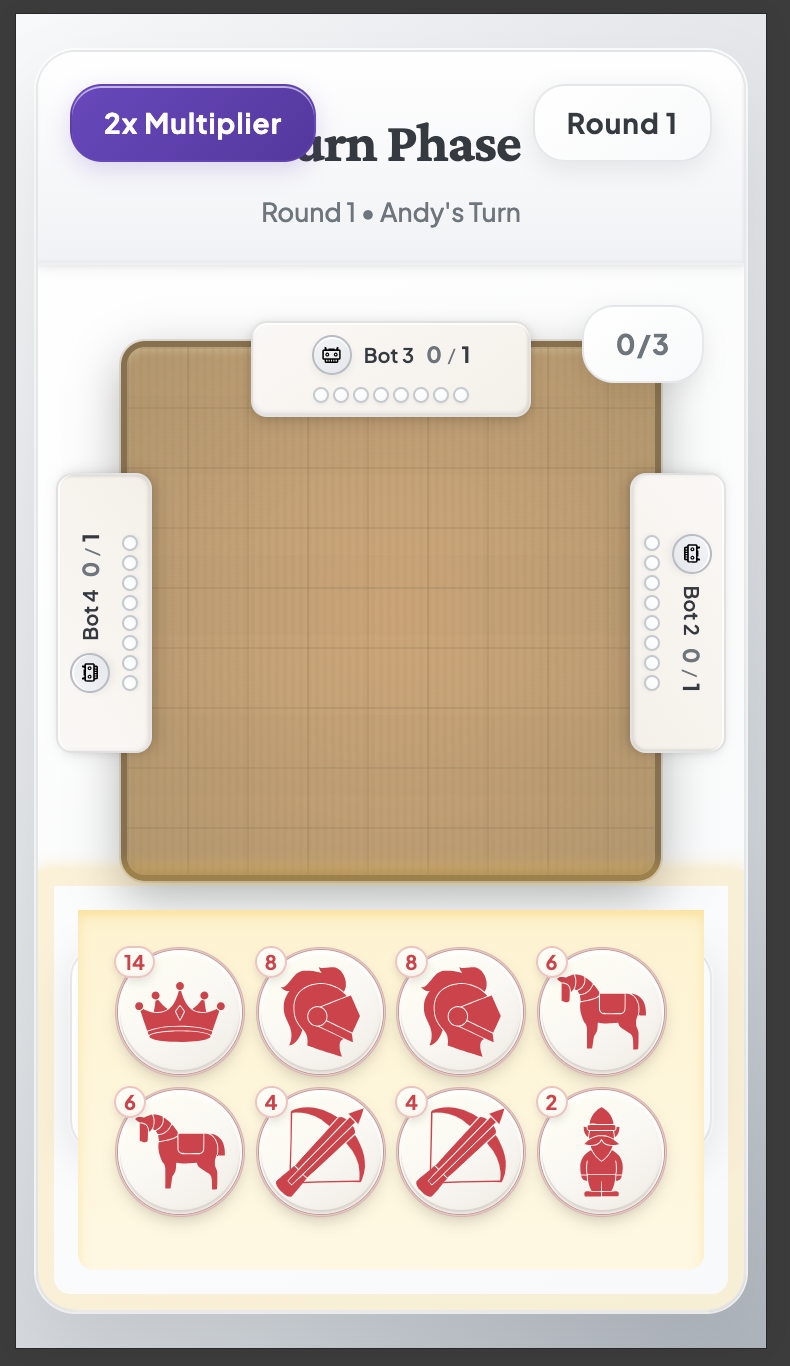 2x Multiplier
urn Phase
Round 1
Round 1 • Andy's Turn
Bot 3 0 / 1
0/3
Bot 4 0 / 1
Bot 2 0 / 1
14
8
8
6
6
4
4
2